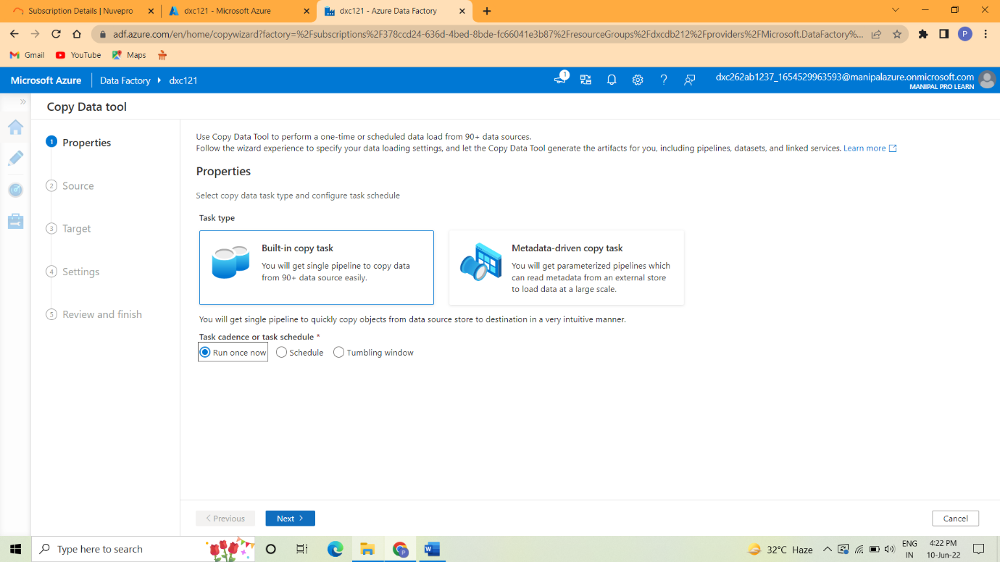 Subscription Details | Nuvepro
dxc121 - Microsoft Azure
dxc121 - Azure Data Factory
adf.azure.com/en/home/copywizard?factory=%2Fsubscriptions%2F378ccd24-636d-4bed-8bde-fc66041e3b87%2FresourceGroups%2Fdxcdb212%2Fproviders%2FMicrosoft.DataFactory%...
P
Gmail
YouTube
Maps
Microsoft Azure
Data Factory
dxc121
1
dxc262ab1237_1654529963593@manipalazure.onmicrosoft.com
MANIPAL PRO LEARN
Copy Data tool
1 Properties
2 Source
3 Target
4 Settings
5 Review and finish
Use Copy Data Tool to perform a one-time or scheduled data load from 90+ data sources.
Follow the wizard experience to specify your data loading settings, and let the Copy Data Tool generate the artifacts for you, including pipelines, datasets, and linked services. Learn more
Properties
Select copy data task type and configure task schedule
Task type
Built-in copy task
You will get single pipeline to copy data
from 90+ data source easily.
Metadata-driven copy task
You will get parameterized pipelines which
can read metadata from an external store
to load data at a large scale.
You will get single pipeline to quickly copy objects from data source store to destination in a very intuitive manner.
Task cadence or task schedule *
Run once now
Schedule
Tumbling window
< Previous
Next >
Cancel
Type here to search
32°C Haze
ENG
IN
4:22 PM
10-Jun-22